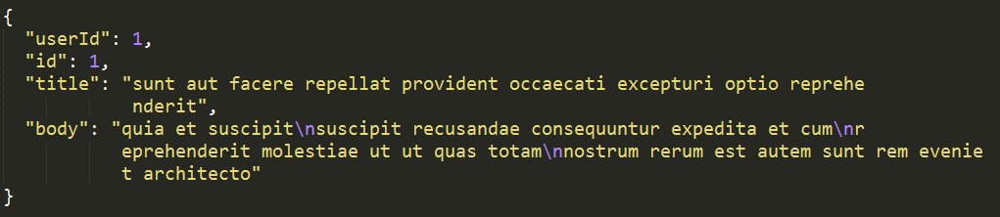 {
"userId": 1,
"id": 1,
"title": "sunt aut facere repellat provident occaecati excepturi optio reprehe
nderit",
"body": "quia et suscipit\nsuscipit recusandae consequuntur expedita et cum\nr
eprehenderit molestiae ut ut quas totam\nnostrum rerum est autem sunt rem evenie
t architecto"
}